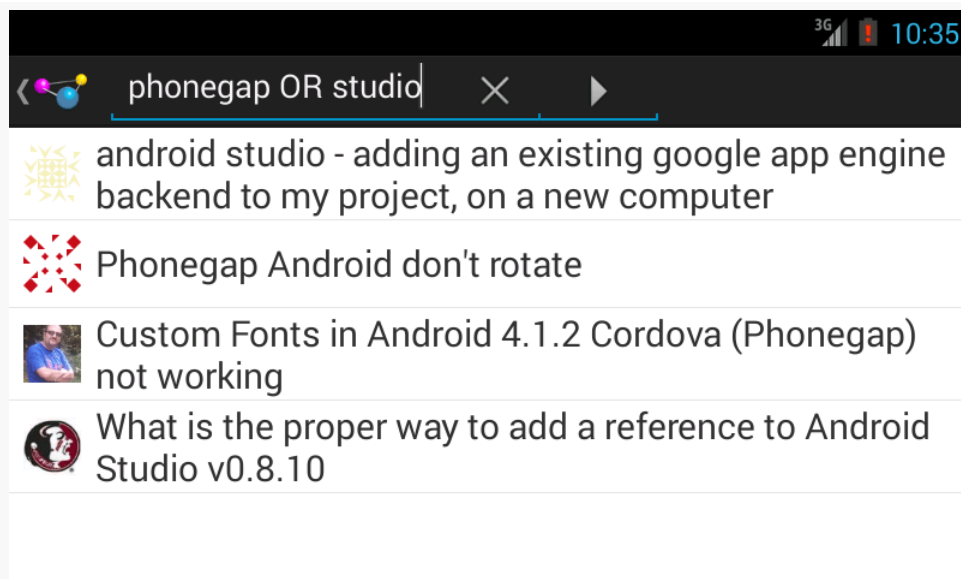 3G 10:35
phonegap OR studio
android studio - adding an existing google app engine
backend to my project, on a new computer
Phonegap Android don't rotate
Custom Fonts in Android 4.1.2 Cordova (Phonegap)
not working
What is the proper way to add a reference to Android
Studio v0.8.10